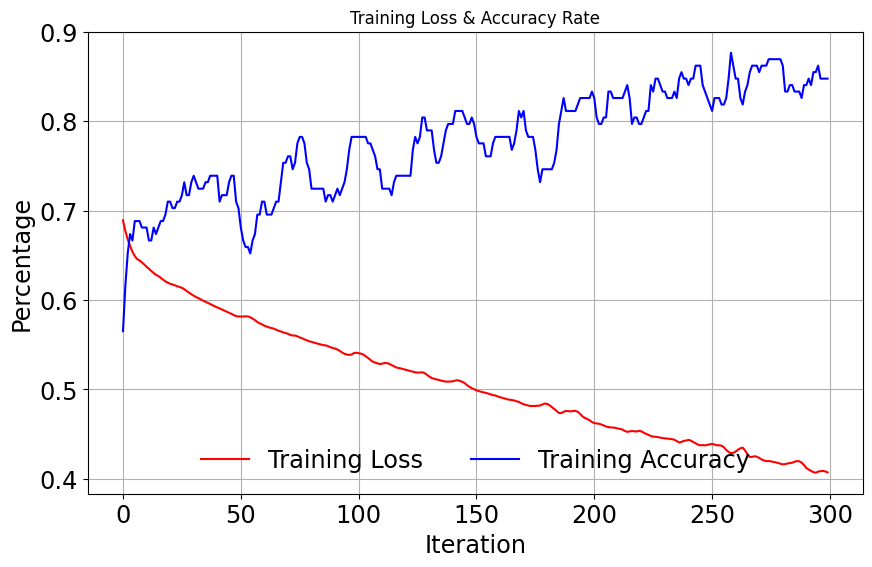 Training Loss & Accuracy Rate
0.9
0.8
0.7
0.6
0.5
0.4
Percentage
Training Loss
Training Accuracy
0 50 100 150 200 250 300
Iteration